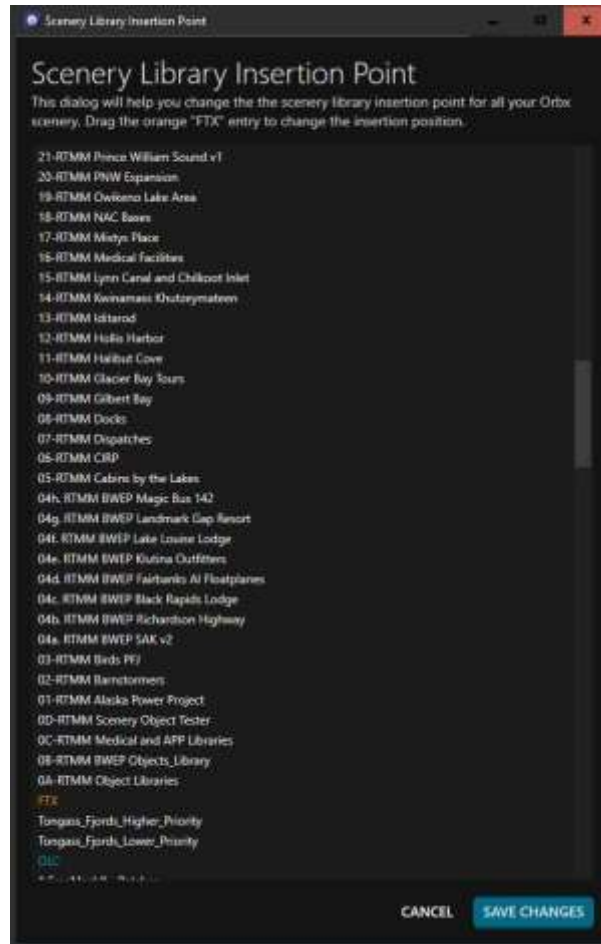 Scenery Library Insertion Point
Scenery Library Insertion Point
This dialog will help you change the the scenery library insertion point for all your Orbx
scenery. Drag the orange "FTX" entry to change the insertion position.
21-RTMM Prince William Sound v1
20-RTMM PNW Expansion
19-RTMM Owikeno Lake Area
18-RTMM NAC Bases
17-RTMM Mistys Place
16-RTMM Medical Facilities
15-RTMM Lynn Canal and Chilkoot Inlet
14-RTMM Kwinamass Khutzeymateen
13-RTMM Iditarod
12-RTMM Hollis Harbor
11-RTMM Halibut Cove
10-RTMM Glacier Bay Tours
09-RTMM Gilbert Bay
08-RTMM Docks
07-RTMM Dispatches
06-RTMM CIRP
05-RTMM Cabins by the Lakes
04h. RTMM BWEP Magic Bus 142
04g. RTMM BWEP Landmark Gap Resort
04f. RTMM BWEP Lake Louise Lodge
04e. RTMM BWEP Klutina Outfitters
04d. RTMM BWEP Fairbanks AI Floatplanes
04c. RTMM BWEP Black Rapids Lodge
04b. RTMM BWEP Richardson Highway
04a. RTMM BWEP SAK v2
03-RTMM Birds PFJ
02-RTMM Barnstormers
01-RTMM Alaska Power Project
0D-RTMM Scenery Object Tester
0C-RTMM Medical and APP Libraries
0B-RTMM BWEP Objects_Library
0A-RTMM Object Libraries
FTX
Tongass_Fjords_Higher_Priority
Tongass_Fjords_Lower_Priority
OLC
CANCEL SAVE CHANGES